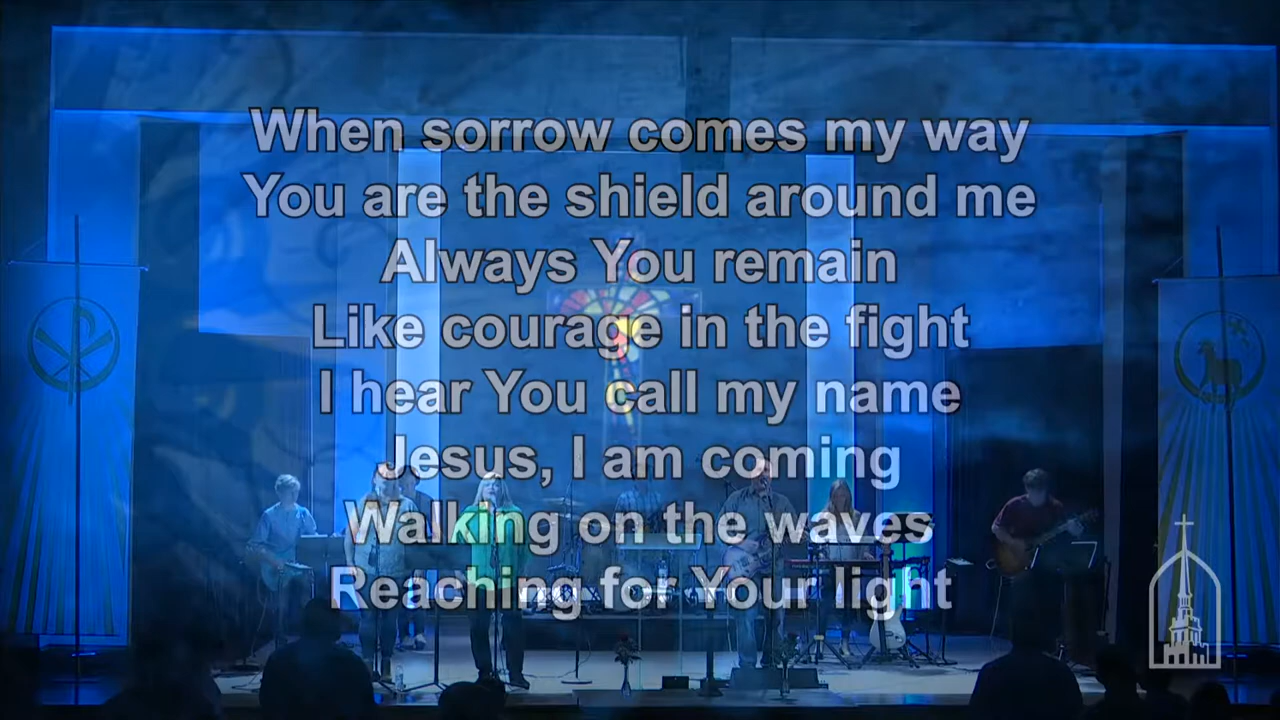 When sorrow comes my way
You are the shield around me
Always You remain
Like courage in the fight
I hear You call my name
Jesus, I am coming
Walking on the waves
Reaching for Your light